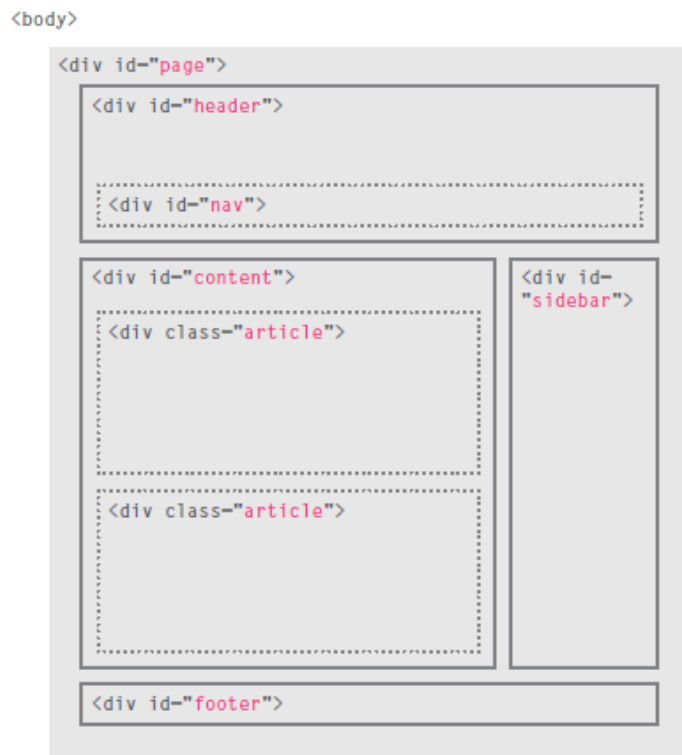 <body>
<div id="page">
<div id="header">
<div id="nav">
<div id="content">
<div class="article">
<div class="article">
<div id=
"sidebar">
<div id="footer">